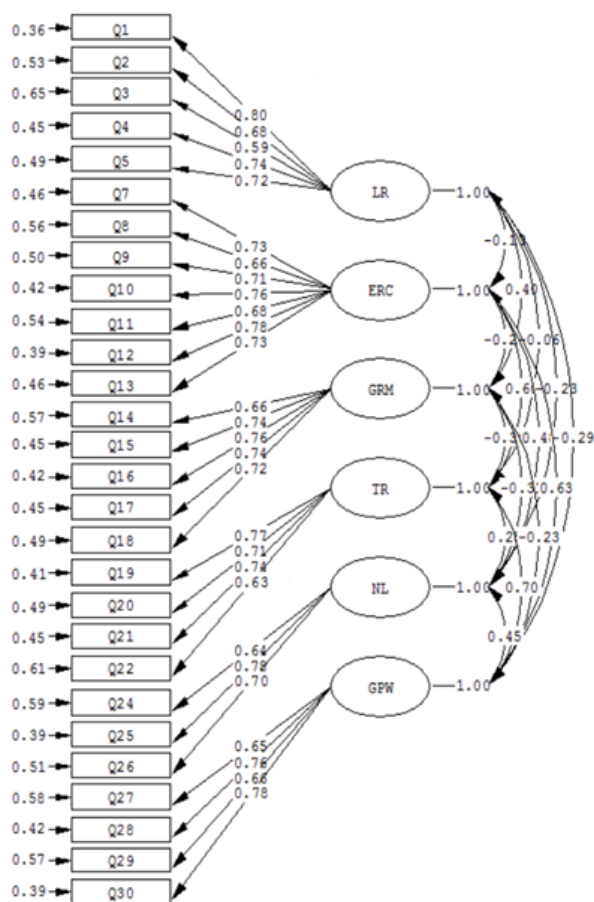 0.36 Q1
0.53 Q2
0.65 Q3
0.45 Q4
0.49 Q5
0.46 Q7
0.56 Q8
0.50 Q9
0.42 Q10
0.54 Q11
0.39 Q12
0.46 Q13
0.57 Q14
0.45 Q15
0.42 Q16
0.45 Q17
0.49 Q18
0.41 Q19
0.49 Q20
0.45 Q21
0.61 Q22
0.59 Q24
0.39 Q25
0.51 Q26
0.58 Q27
0.42 Q28
0.57 Q29
0.39 Q30
0.80
0.68
0.59
0.74
0.72
0.73
0.66
0.71
0.76
0.68
0.78
0.73
0.66
0.74
0.76
0.74
0.72
0.77
0.71
0.74
0.63
0.64
0.78
0.70
0.65
0.76
0.66
0.78
LR 1.00
ERC 1.00
GRM 1.00
TR 1.00
NL 1.00
GPW 1.00
0.40
-0.06
-0.23
-0.29
0.63
-0.23
0.70
0.45